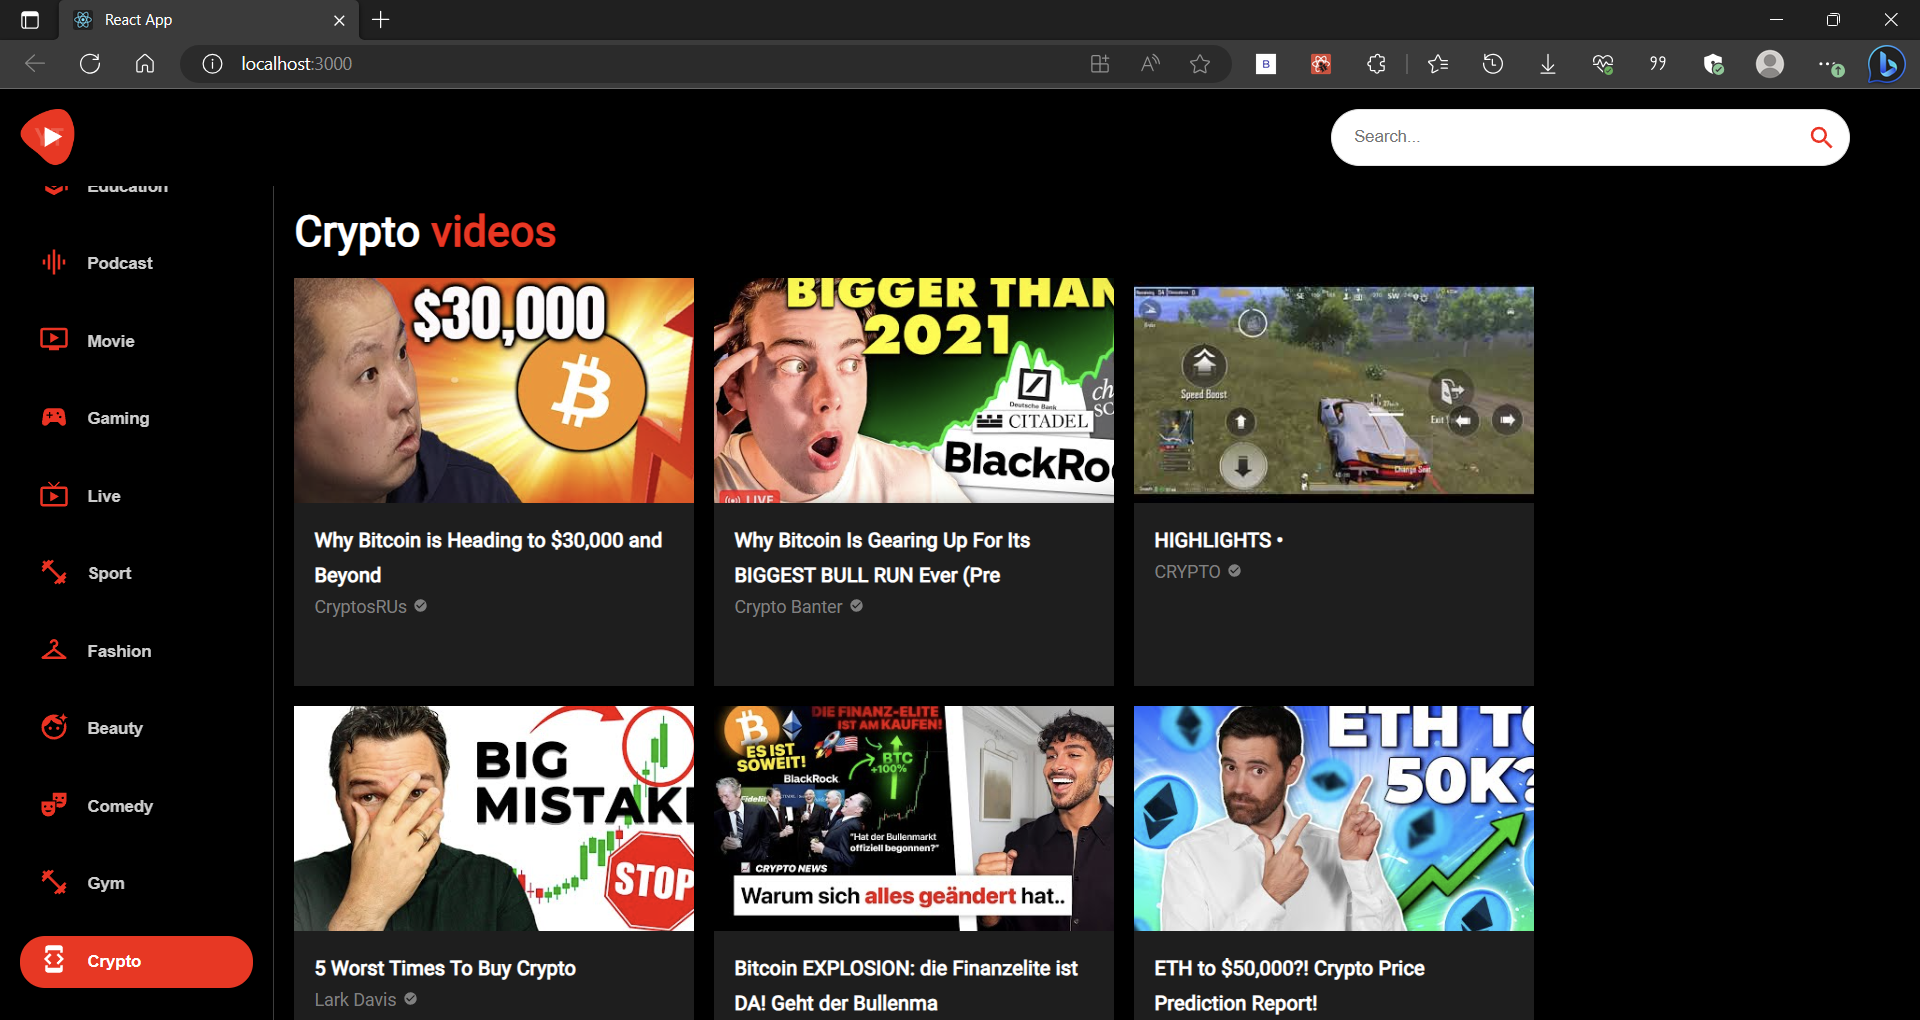 React App
localhost:3000
Search...
Education
Podcast
Movie
Gaming
Live
Sport
Fashion
Beauty
Comedy
Gym
Crypto
Crypto videos
$30,000
Why Bitcoin is Heading to $30,000 and
Beyond
CryptosRUs
BIGGER THAN
2021
Deutsche Bank
CITADEL
BlackRo
LIVE
Why Bitcoin Is Gearing Up For Its
BIGGEST BULL RUN Ever (Pre
Crypto Banter
SE
SW
Speed Boost
Exit
Change Seat
HIGHLIGHTS •
CRYPTO
BIG
MISTAK
STOP
5 Worst Times To Buy Crypto
Lark Davis
DIE FINANZ-ELITE
IST AM KAUFEN!
ES IST
SOWEIT!
BTC
+100%
BlackRock
Fidelit
"Hat der Bullenmarkt
offiziell begonnen?"
CRYPTO NEWS
Warum sich alles geändert hat..
Bitcoin EXPLOSION: die Finanzelite ist
DA! Geht der Bullenma
ETH TO
50K?
ETH to $50,000?! Crypto Price
Prediction Report!